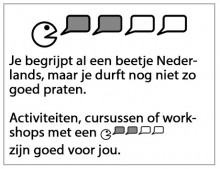 Je begrijpt al een beetje Neder-
lands, maar je durft nog niet zo
goed praten.
Activiteiten, cursussen of work-
shops met een
zijn goed voor jou.